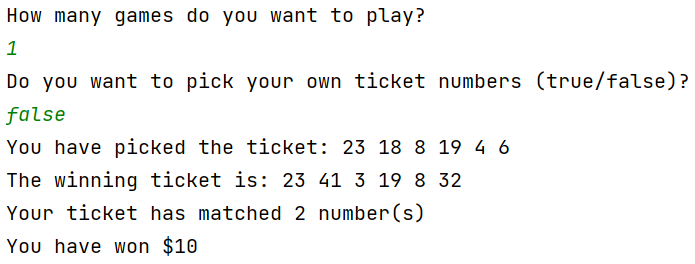 How many games do you want to play?
1
Do you want to pick your own ticket numbers (true/false)?
false
You have picked the ticket: 23 18 8 19 4 6
The winning ticket is: 23 41 3 19 8 32
Your ticket has matched 2 number(s)
You have won $10